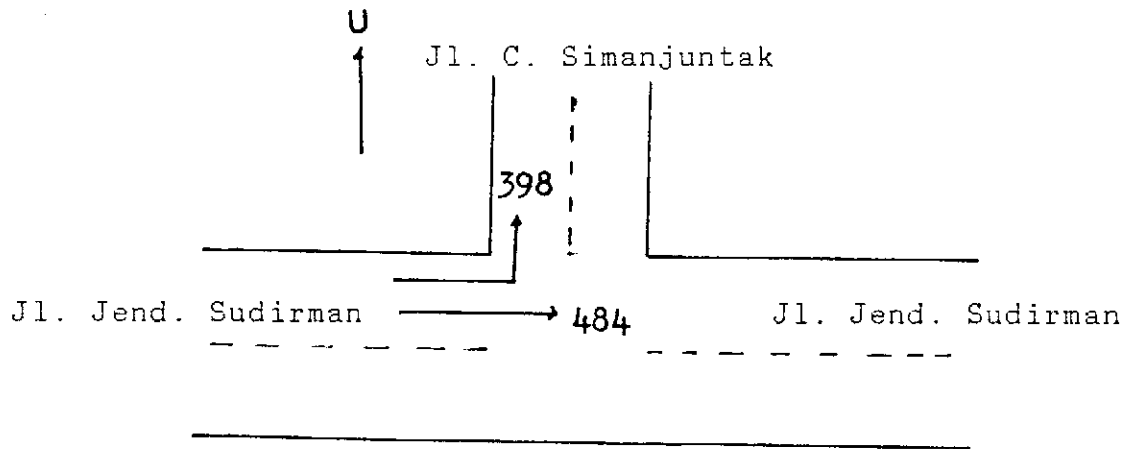 U
Jl. C. Simanjuntak
398
Jl. Jend. Sudirman
484
Jl. Jend. Sudirman